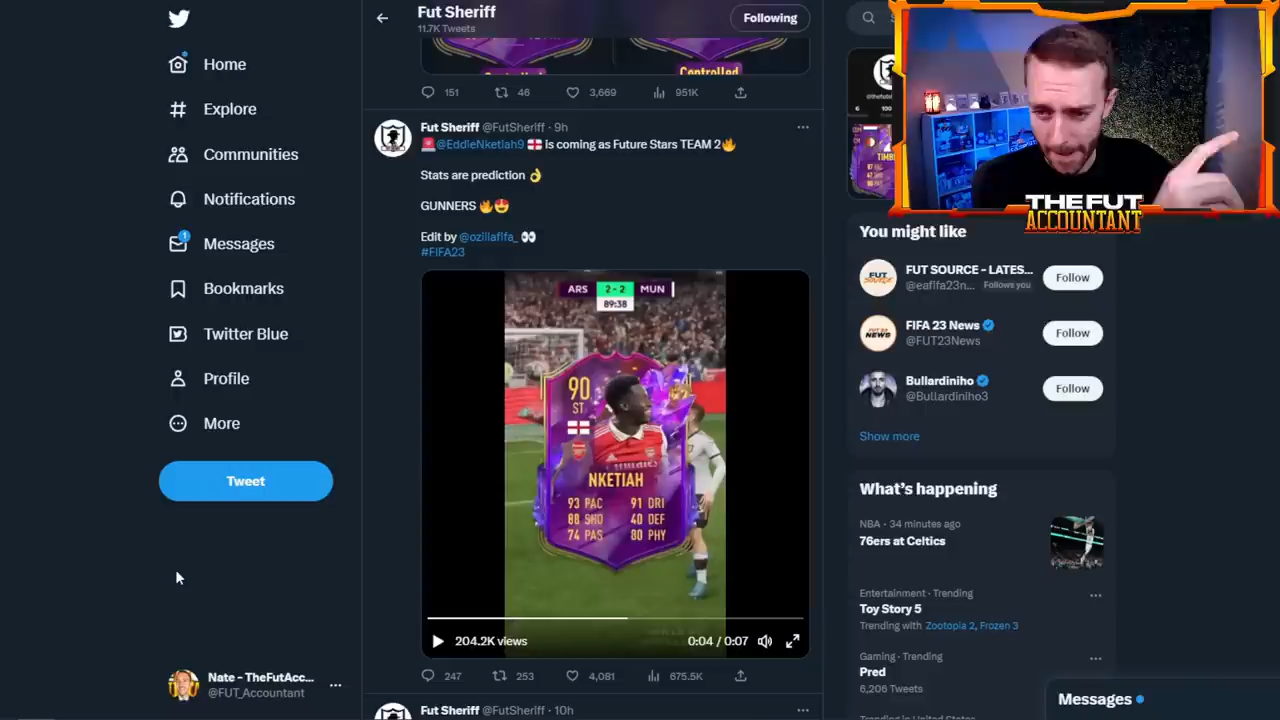 Fut Sheriff
11.7K Tweets
Following
Home
Explore
Communities
Notifications
1
Messages
Bookmarks
Twitter Blue
Profile
More
Tweet
Nate - TheFutAcc...
@FUT_Accountant
Controlled
151
46
3,669
951K
Fut Sheriff @FutSheriff · 9h
🚨@EddieNketiah9 🏴󠁧󠁢󠁥󠁮󠁧󠁿 is coming as Future Stars TEAM 2🔥
Stats are prediction 👌
GUNNERS 🔥😍
Edit by @ozillafifa_ 👀
#FIFA23
ARS 2 - 2 MUN
89:38
90
ST
NKETIAH
93 PAC 91 DRI
88 SHO 40 DEF
74 PAS 80 PHY
204.2K views
0:04 / 0:07
247
253
4,081
675.5K
Fut Sheriff @FutSheriff · 10h
THE FUT
ACCOUNTANT
You might like
FUT SOURCE - LATES...
@eafifa23n... Follows you
Follow
FIFA 23 News
@FUT23News
Follow
Bullardiniho
@Bullardinho3
Follow
Show more
What's happening
NBA · 34 minutes ago
76ers at Celtics
Entertainment · Trending
Toy Story 5
Trending with Zootopia 2, Frozen 3
Gaming · Trending
Pred
6,206 Tweets
Messages